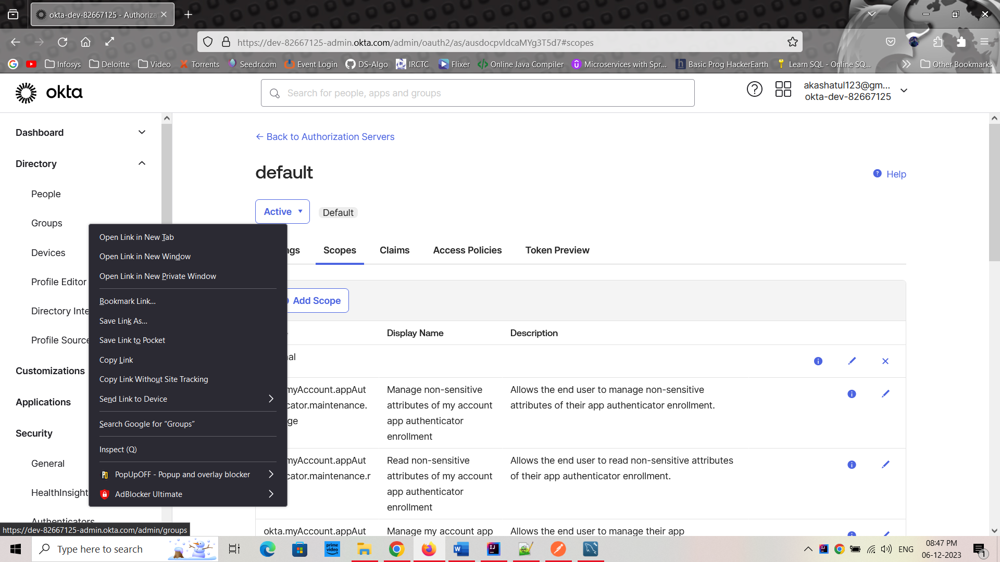 okta-dev-82667125 - Authoriza
https://dev-82667125-admin.okta.com/admin/oauth2/as/ausdocpvldcaMYg3T5d7#scopes
Infosys
Deloitte
Video
Torrents
Seedr.com
Event Login
DS-Algo
IRCTC
Flixer
Online Java Compiler
Microservices with Spr...
Basic Prog HackerEarth
Learn SQL - Online SQ...
Other Bookmarks
okta
Search for people, apps and groups
akashatul123@gm...
okta-dev-82667125
Dashboard
Directory
People
Groups
Devices
Profile Editor
Directory Inte
Profile Source
Customizations
Applications
Security
General
HealthInsight
Authenticators
Open Link in New Tab
Open Link in New Window
Open Link in New Private Window
Bookmark Link...
Save Link As...
Save Link to Pocket
Copy Link
Copy Link Without Site Tracking
Send Link to Device
Search Google for “Groups”
Inspect (Q)
PopUpOFF - Popup and overlay blocker
AdBlocker Ultimate
← Back to Authorization Servers
default
Help
Active
Default
ngs
Scopes
Claims
Access Policies
Token Preview
Add Scope
Display Name
Description
al
myAccount.appAut
cator.maintenance.
ge
Manage non-sensitive
attributes of my account
app authenticator
enrollment
Allows the end user to manage non-sensitive
attributes of their app authenticator enrollment.
myAccount.appAut
cator.maintenance.r
Read non-sensitive
attributes of my account
app authenticator
enrollment
Allows the end user to read non-sensitive attributes
of their app authenticator enrollment.
okta.myAccount.appAut
Manage my account app
Allows the end user to manage their app
https://dev-82667125-admin.okta.com/admin/groups
Type here to search
prime video
ENG
08:47 PM
06-12-2023
1